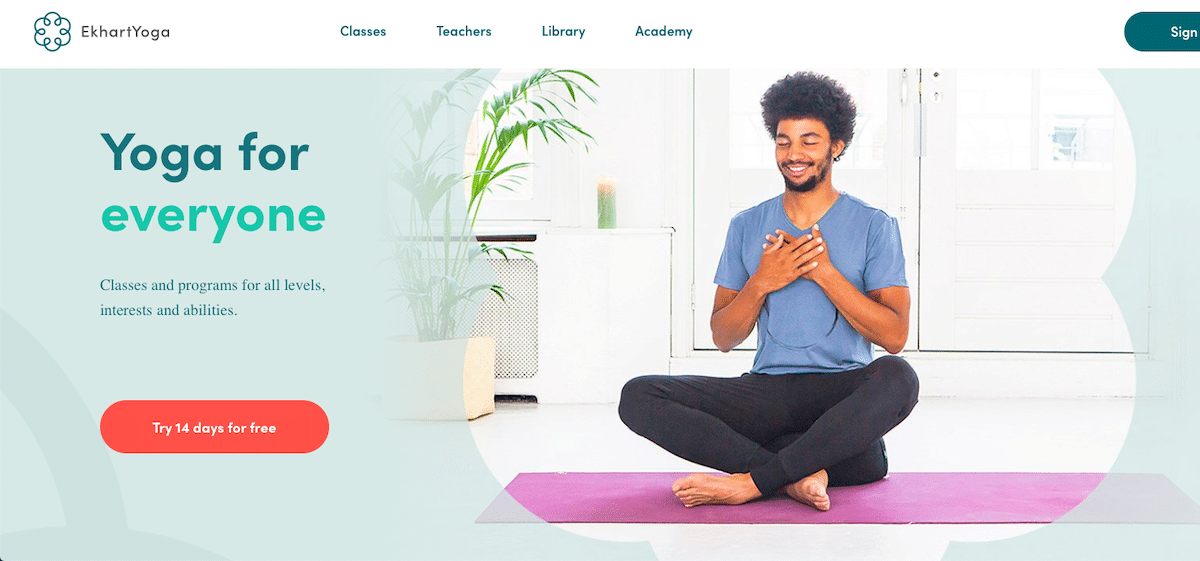 EkhartYoga
Classes
Teachers
Library
Academy
Sign
Yoga for
everyone
Classes and programs for all levels,
interests and abilities.
Try 14 days for free